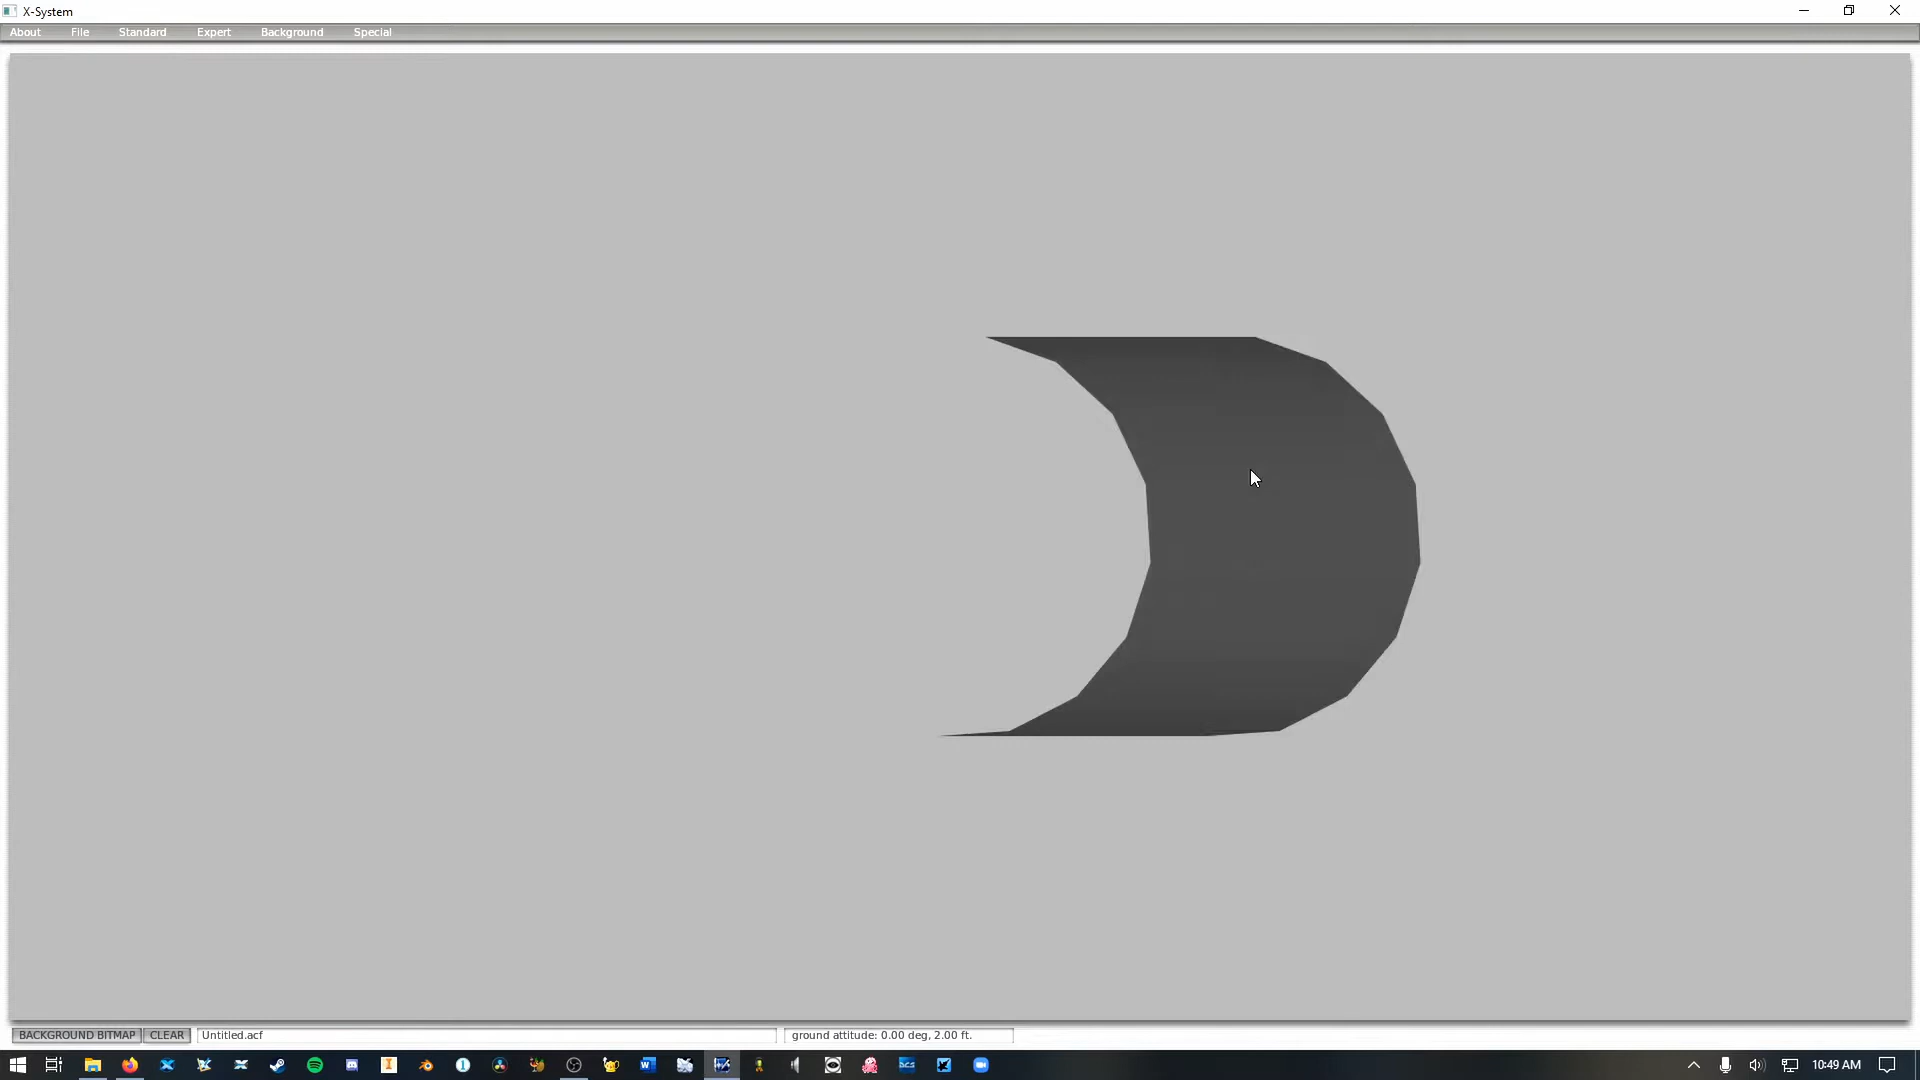 X-System
About File Standard Expert Background Special
BACKGROUND BITMAP CLEAR Untitled.acf ground attitude: 0.00 deg, 2.00 ft.
10:49 AM